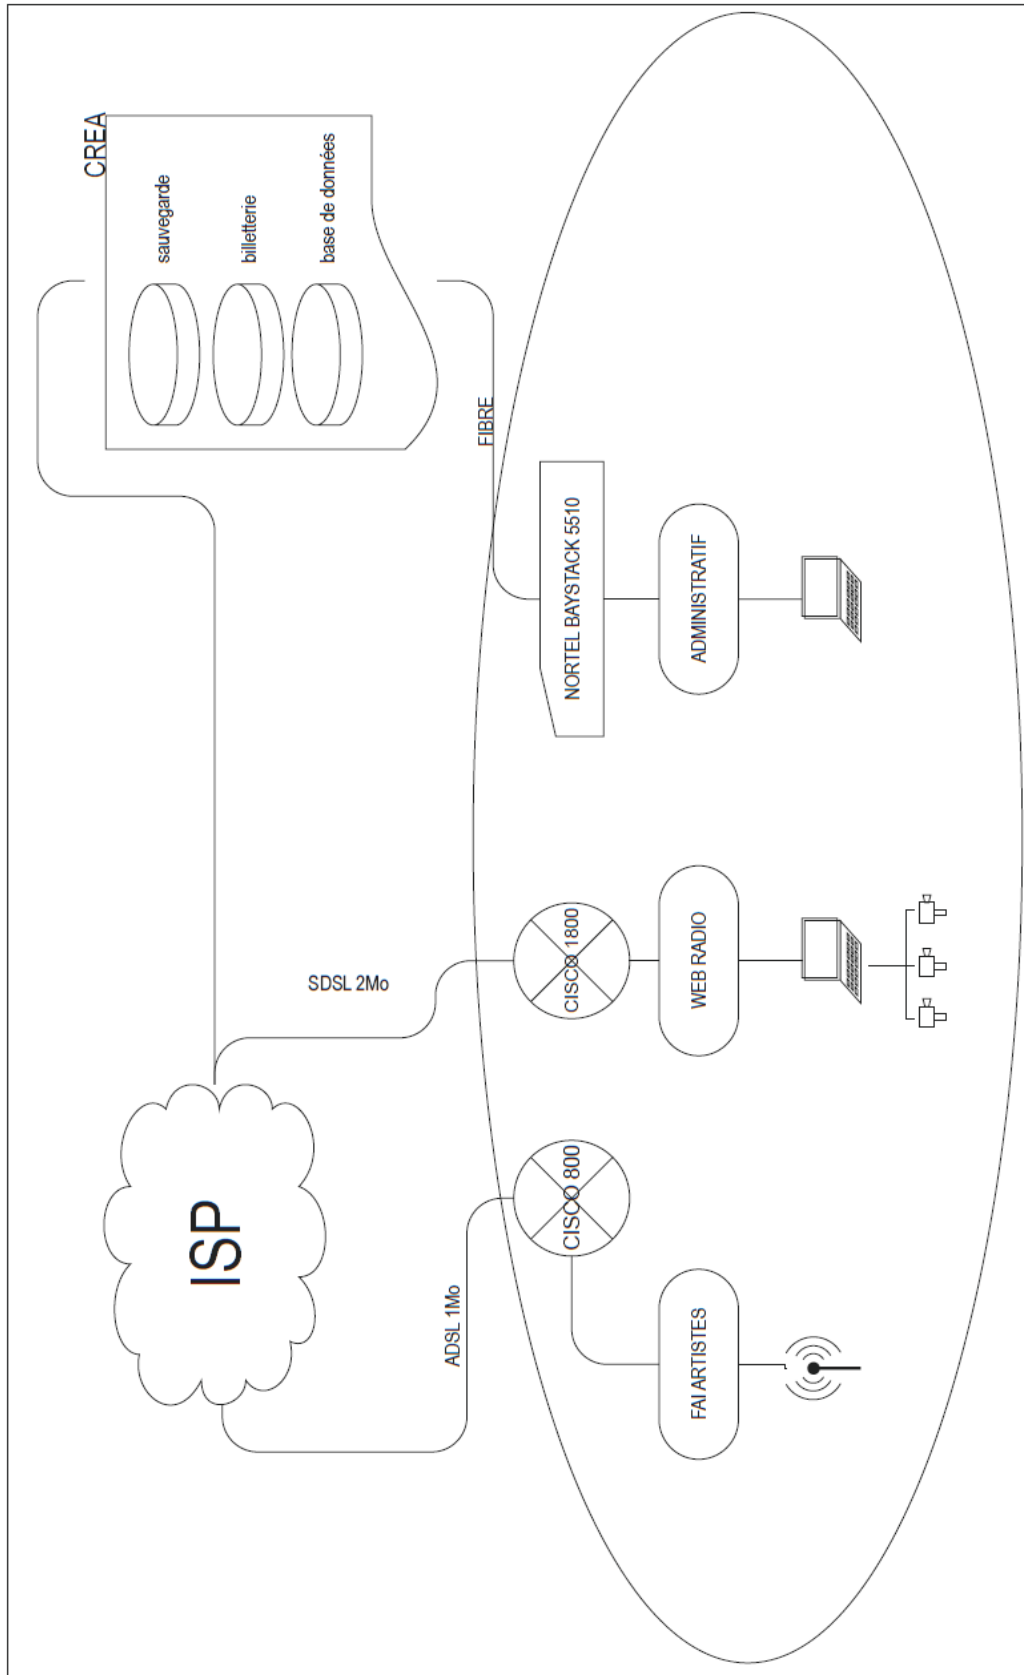 ISP
ADSL 1Mo
SDSL 2Mo
CREA
sauvegarde
billetterie
base de données
FIBRE
CISCO 800
CISCO 1800
NORTEL BAYSTACK 5510
FAI ARTISTES
WEB RADIO
ADMINISTRATIF